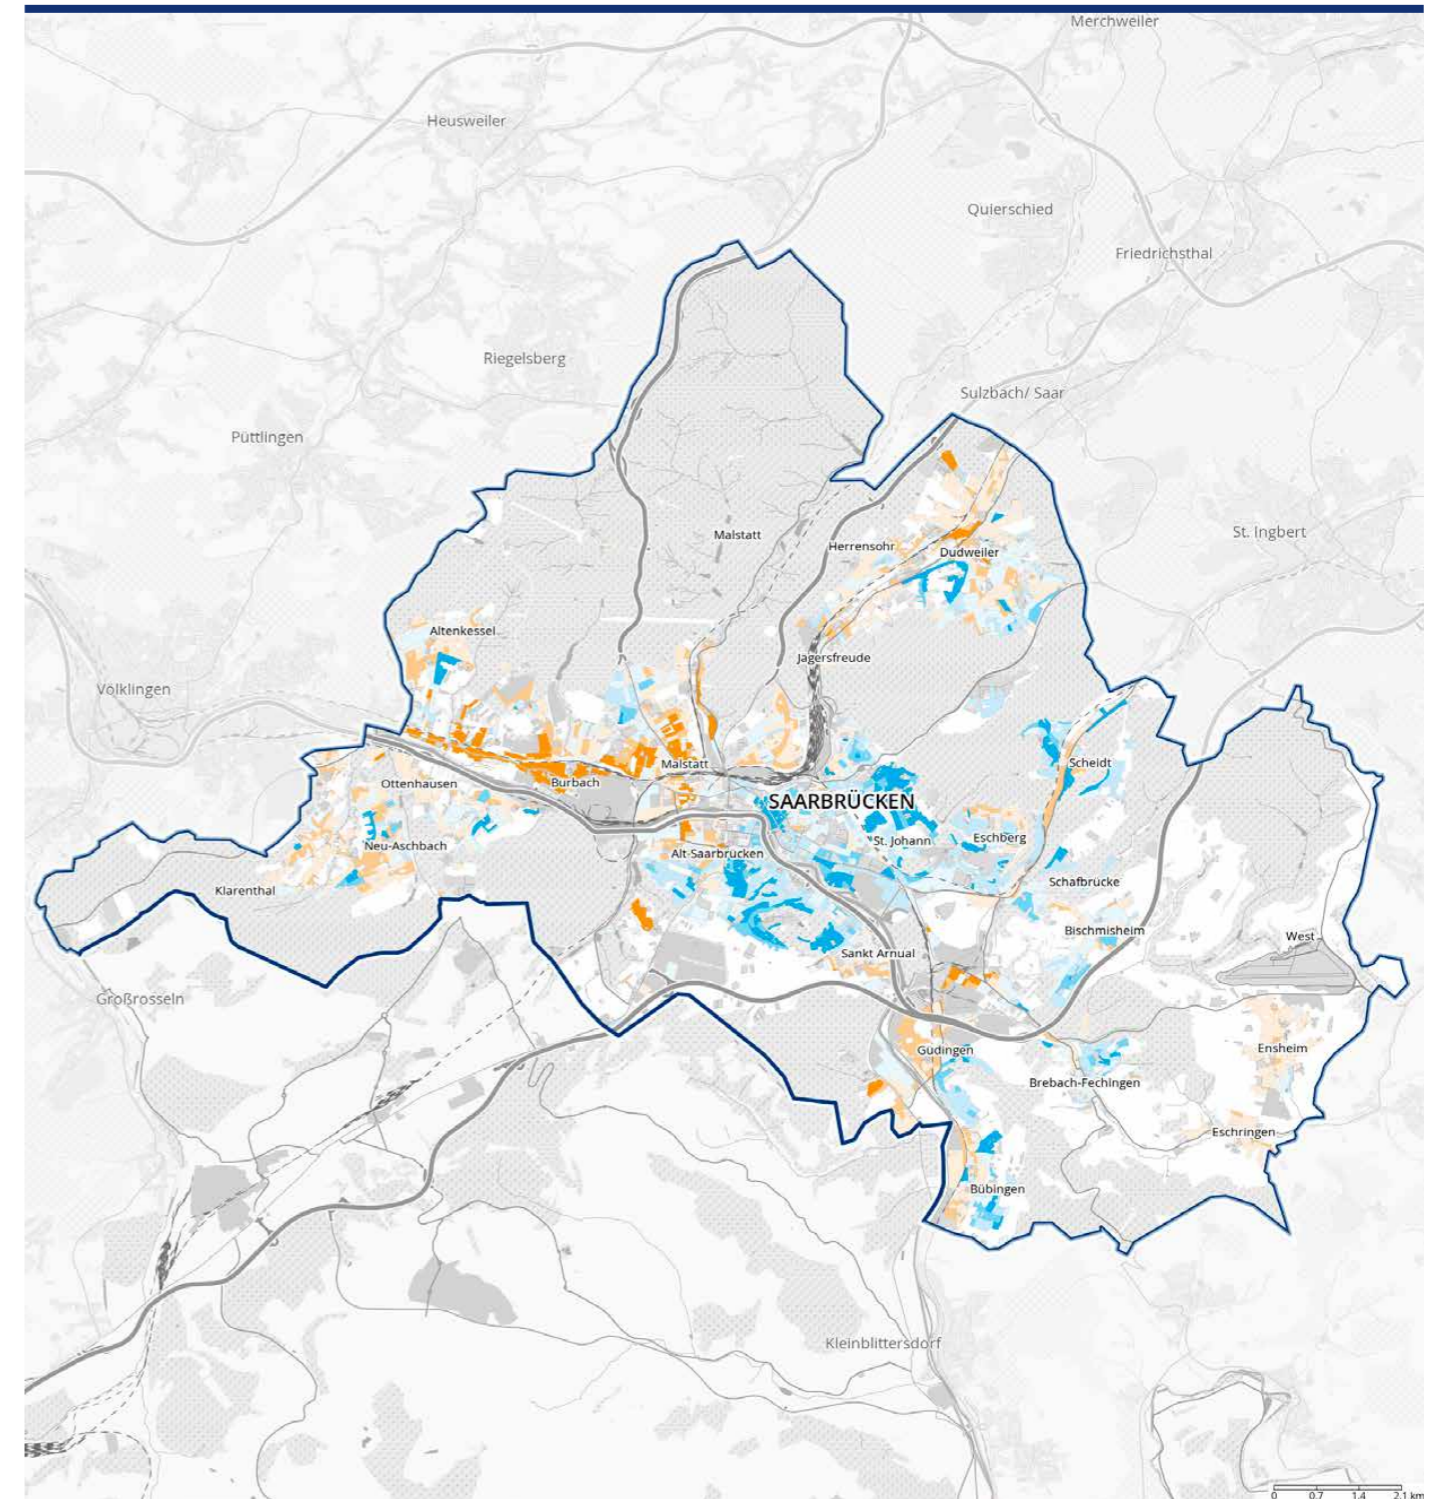 Merchweiler
Heusweiler
Quierschied
Friedrichsthal
Riegelsberg
Sulzbach/ Saar
Püttlingen
St. Ingbert
Malstatt
Herrensohr
Dudweiler
Altenkessel
Jägersfreude
Völklingen
Scheidt
Malstatt
Ottenhausen
Burbach
SAARBRÜCKEN
St. Johann
Eschberg
Neu-Aschbach
Alt-Saarbrücken
Schafbrücke
Klarenthal
Bischmisheim
West
Sankt Arnual
Großrosseln
Güdingen
Ensheim
Brebach-Fechingen
Eschringen
Bübingen
Kleinblittersdorf
0 0.7 1.4 2.1 km